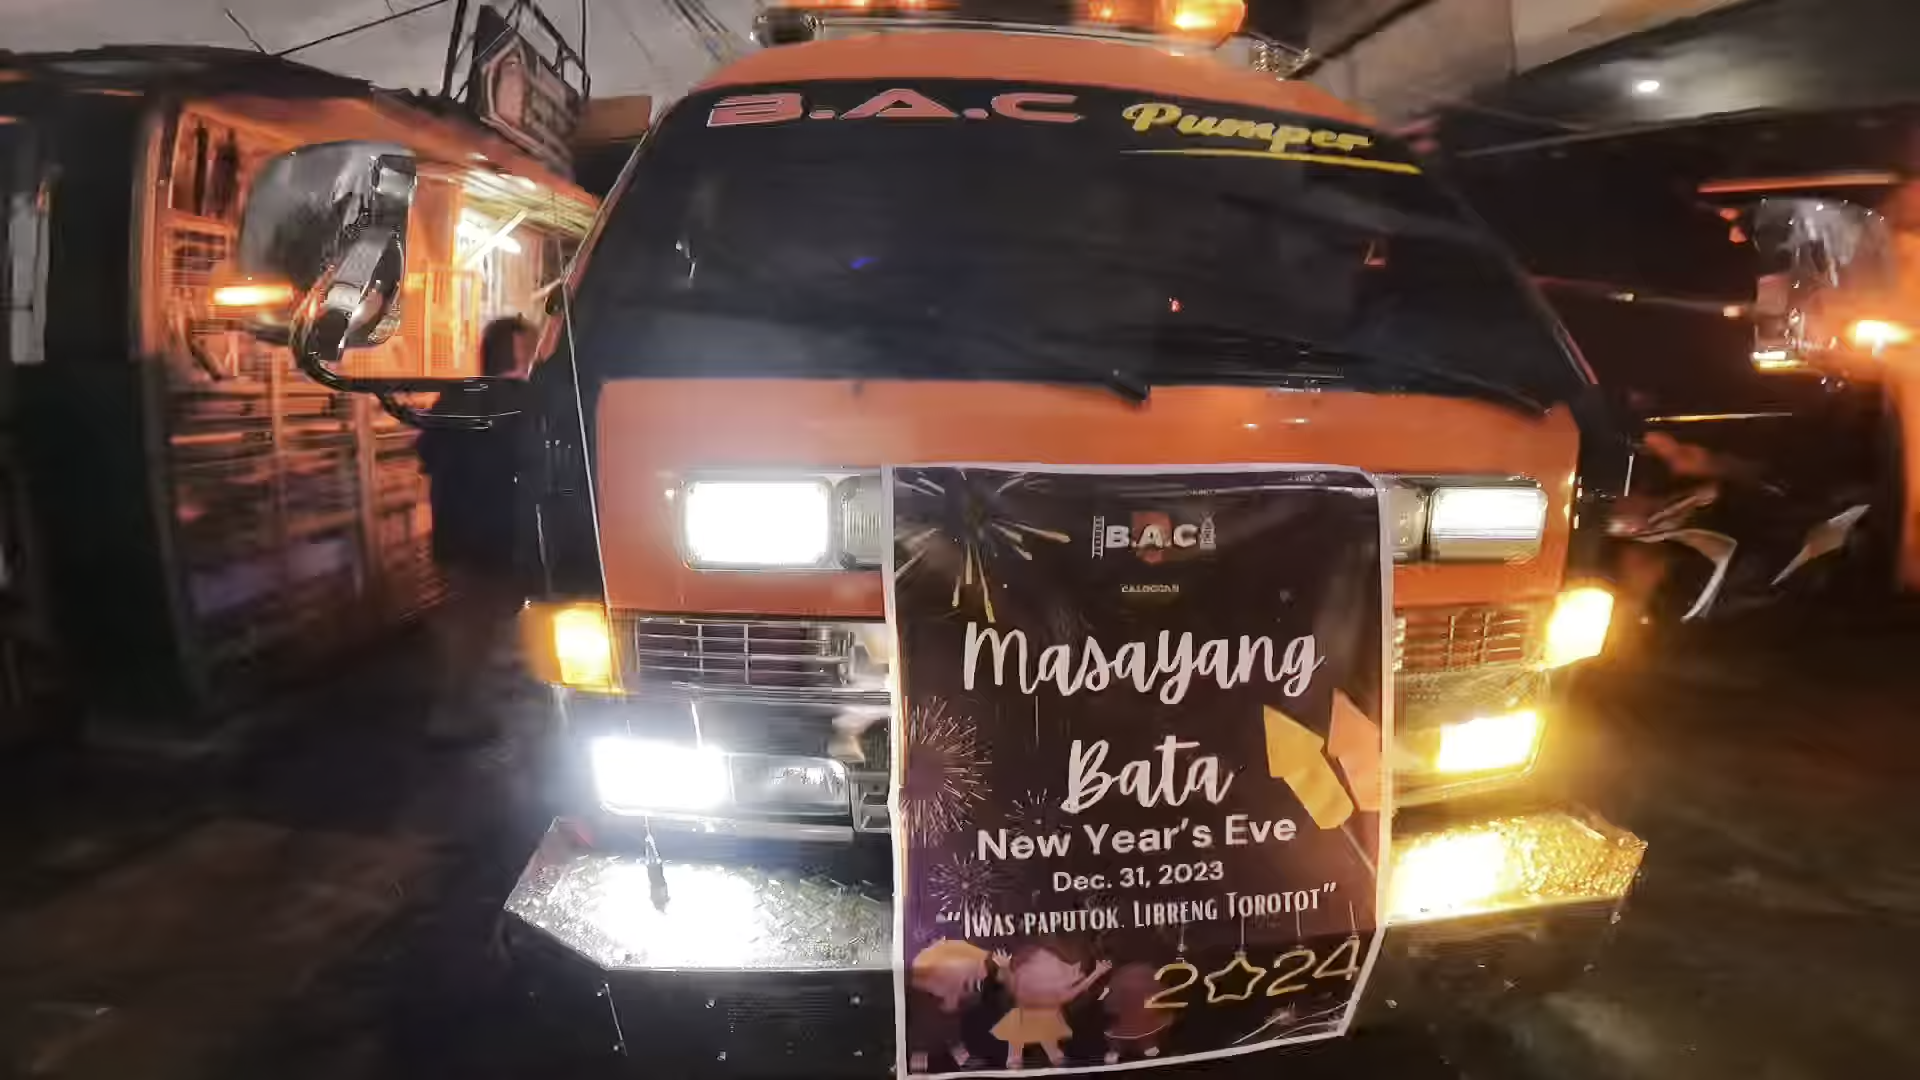 B.A.C Pumper
B.A.C
CALOOCAN
Masayang
Bata
New Year's Eve
Dec. 31, 2023
"IWAS PAPUTOK. LIBRENG TOROTOT"
2024